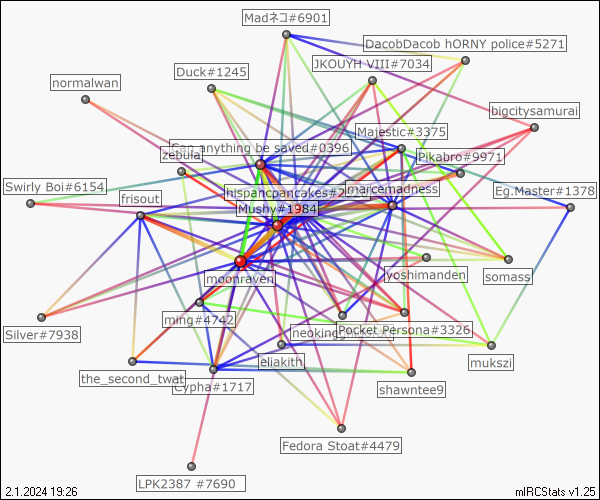 Madネコ#6901
DacobDacob hORNY police#5271
JKOUYH VIII#7034
Duck#1245
normalwan
bigcitysamurai
Majestic#3375
Can anything be saved#0396
zebula
Pikabro#9971
Swirly Boi#6154
frisout
hispancpancakes#2
marcemadness
Eg.Master#1378
Mushy#1984
moonraven
yoshimanden
somass
ming#4742
Silver#7938
neoking
Pocket Persona#3326
eliakith
mukszi
the_second_twat
Cypha#1717
shawntee9
Fedora Stoat#4479
LPK2387 #7690
2.1.2024 19:26
mIRCStats v1.25